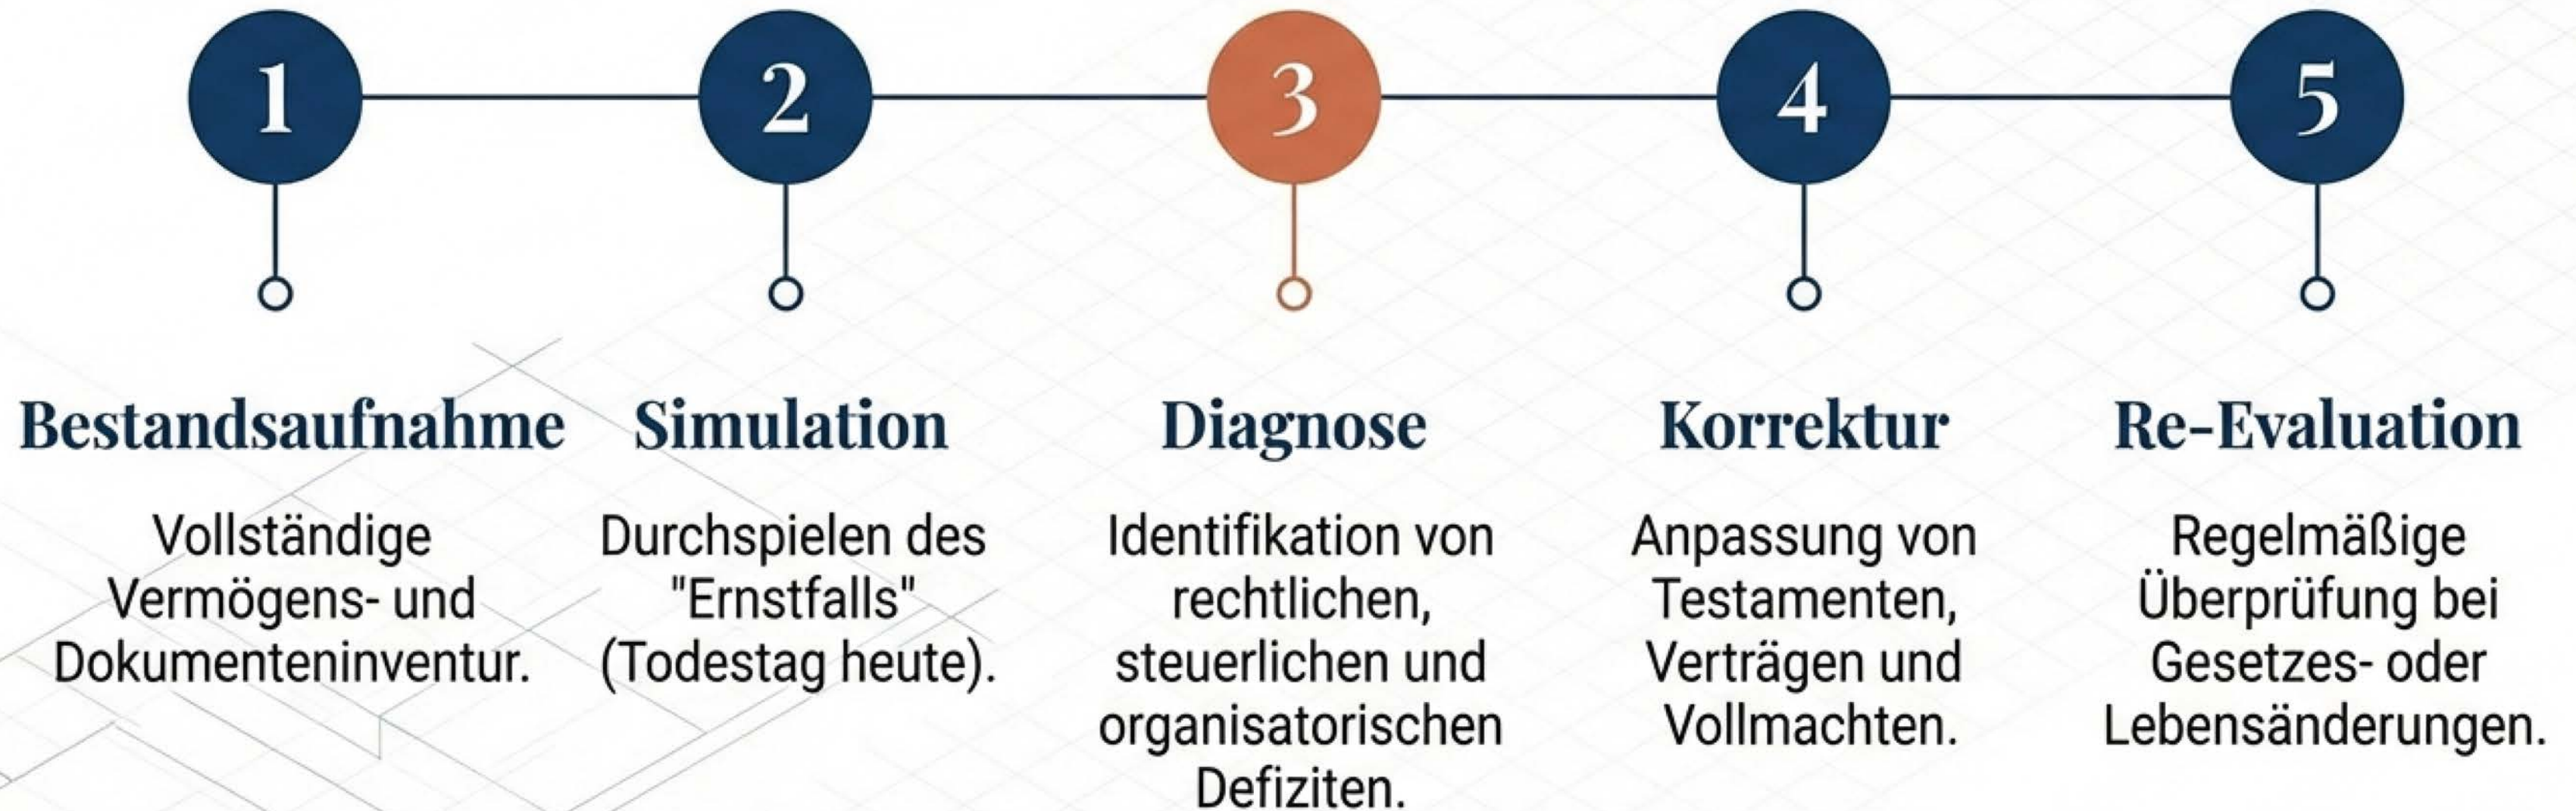 1
2
3
4
5
Bestandsaufnahme
Vollständige
Vermögens- und
Dokumenteninventur.
Simulation
Durchspielen des
"Ernstfalls"
(Todestag heute).
Diagnose
Identifikation von
rechtlichen,
steuerlichen und
organisatorischen
Defiziten.
Korrektur
Anpassung von
Testamenten,
Verträgen und
Vollmachten.
Re-Evaluation
Regelmäßige
Überprüfung bei
Gesetzes- oder
Lebensänderungen.